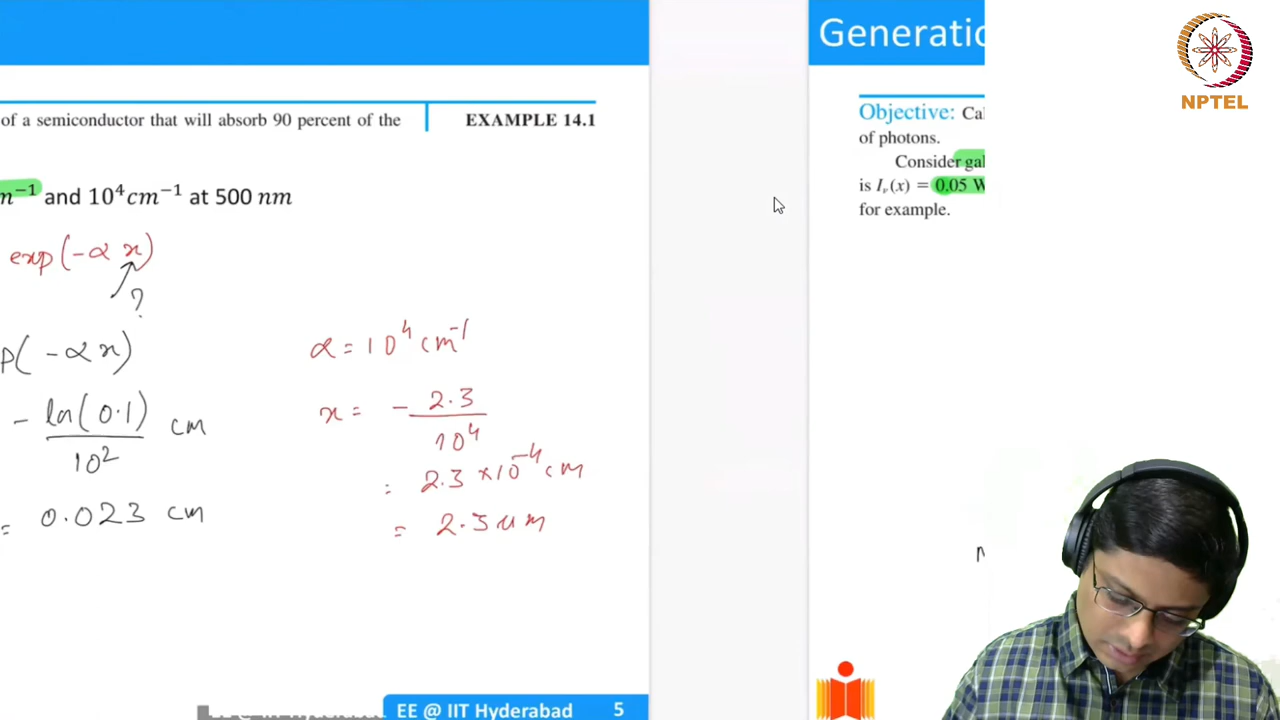 of a semiconductor that will absorb 90 percent of the
EXAMPLE 14.1
m⁻¹ and 10⁴cm⁻¹ at 500 nm
exp(-α x)
?
p(-α x)
- ln(0.1) / 10² cm
= 0.023 cm
α = 10⁴ cm⁻¹
x = - 2.3 / 10⁴
= 2.3 × 10⁻⁴ cm
= 2.3 um
EE @ IIT Hyderabad 5
Generatio
Objective: Cal
of photons.
Consider gal
is Iᵥ(x) = 0.05 W
for example.
NPTEL